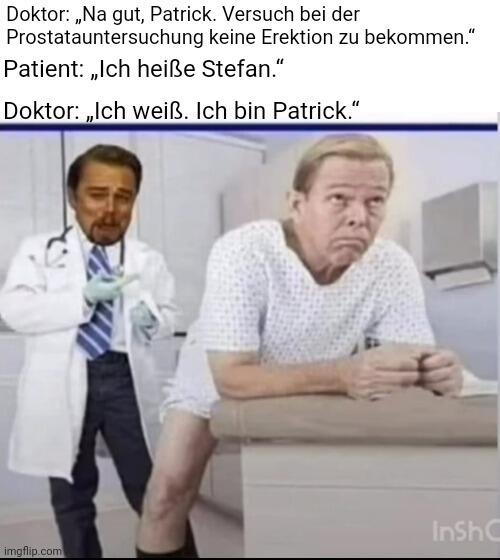 Doktor: „Na gut, Patrick. Versuch bei der
Prostatauntersuchung keine Erektion zu bekommen.“
Patient: „Ich heiße Stefan.“
Doktor: „Ich weiß. Ich bin Patrick.“
InSh
imgflip.com